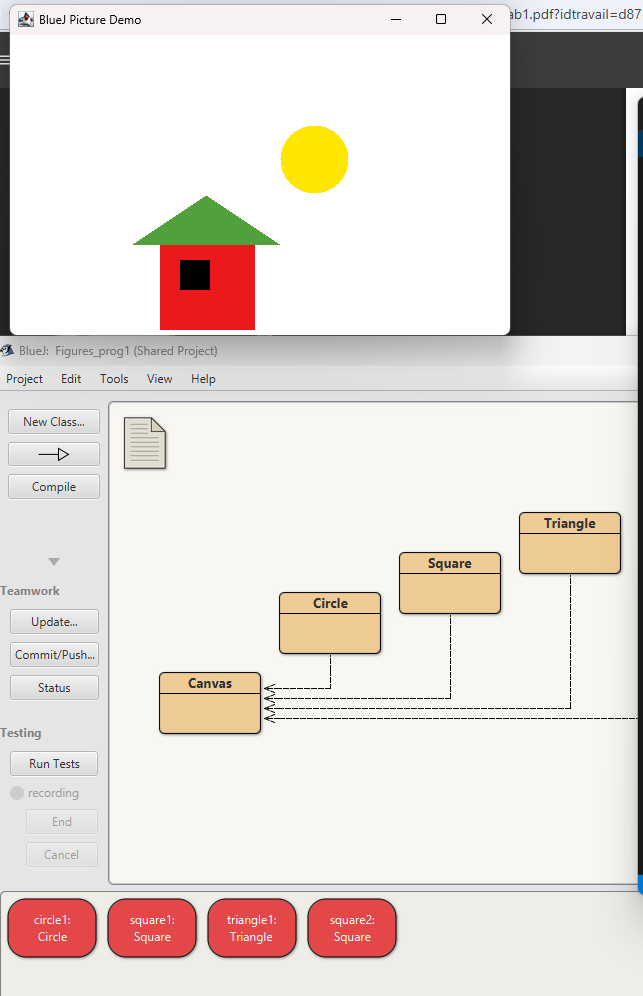 BlueJ Picture Demo
ab1.pdf?idtravail=d87
BlueJ: Figures_prog1 (Shared Project)
Project Edit Tools View Help
New Class...
Compile
Teamwork
Update...
Commit/Push...
Status
Testing
Run Tests
recording
End
Cancel
Triangle
Square
Circle
Canvas
circle1:
Circle
square1:
Square
triangle1:
Triangle
square2:
Square